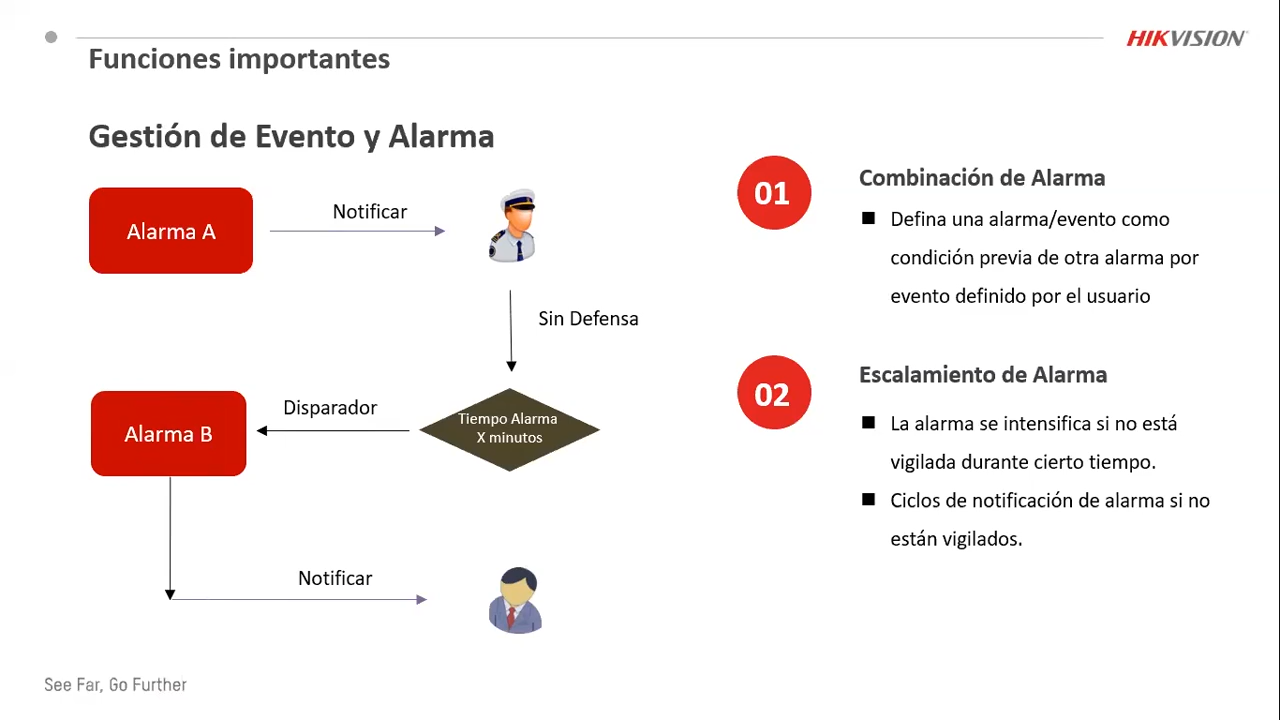 HIKVISION
Funciones importantes
Gestión de Evento y Alarma
Alarma A
Notificar
Sin Defensa
Tiempo Alarma
X minutos
Disparador
Alarma B
Notificar
01
Combinación de Alarma
Defina una alarma/evento como
condición previa de otra alarma por
evento definido por el usuario
02
Escalamiento de Alarma
La alarma se intensifica si no está
vigilada durante cierto tiempo.
Ciclos de notificación de alarma si no
están vigilados.
See Far, Go Further